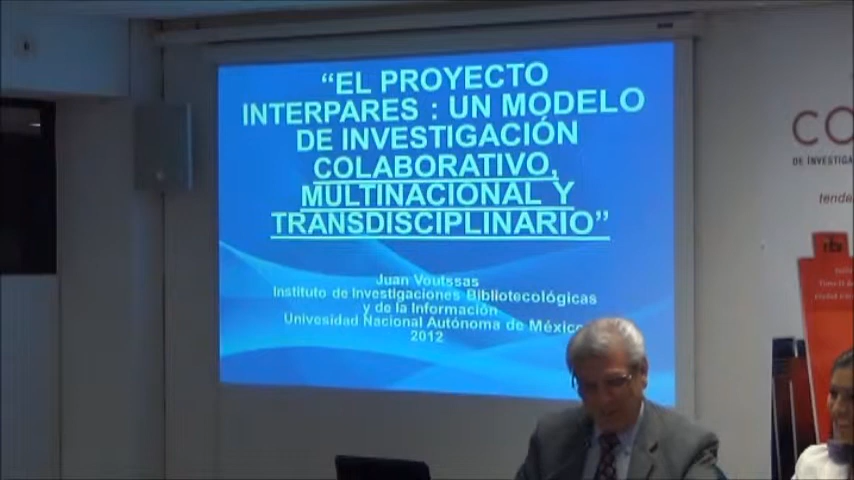 “EL PROYECTO
INTERPARES : UN MODELO
DE INVESTIGACIÓN
COLABORATIVO,
MULTINACIONAL Y
TRANSDISCIPLINARIO”
Juan Voutssas
Instituto de Investigaciones Bibliotecológicas
y de la Información
Univesidad Nacional Autónoma de México
2012
CO
DE INVESTIGA
tende